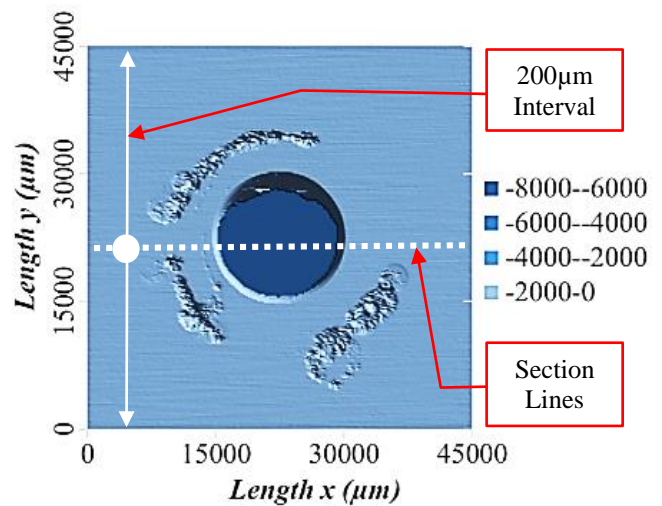 45000
30000
15000
0
Length y (μm)
200μm
Interval
-8000--6000
-6000--4000
-4000--2000
-2000-0
Section
Lines
0
15000
30000
45000
Length x (μm)